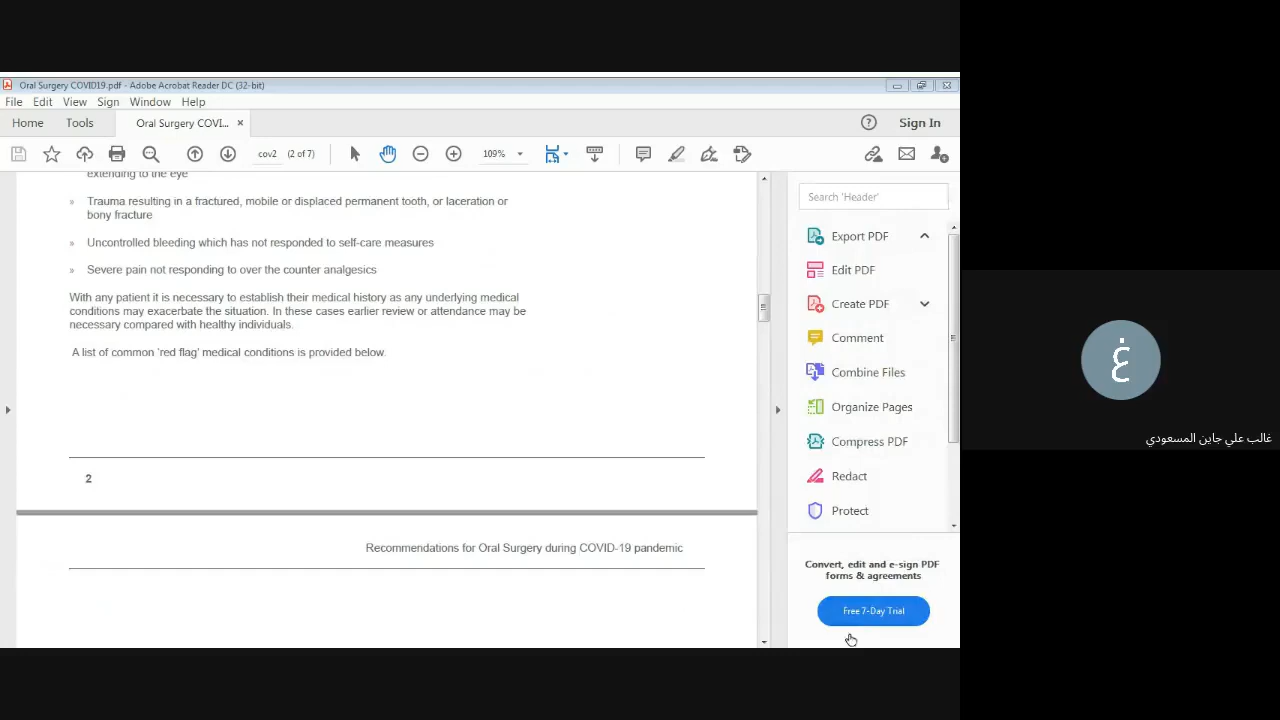 Oral Surgery COVID19.pdf - Adobe Acrobat Reader DC (32-bit)
File Edit View Sign Window Help
Home Tools Oral Surgery COVI... × Sign In
cov2 (2 of 7) 109%
extending to the eye
» Trauma resulting in a fractured, mobile or displaced permanent tooth, or laceration or
bony fracture
» Uncontrolled bleeding which has not responded to self-care measures
» Severe pain not responding to over the counter analgesics
With any patient it is necessary to establish their medical history as any underlying medical
conditions may exacerbate the situation. In these cases earlier review or attendance may be
necessary compared with healthy individuals.
A list of common 'red flag' medical conditions is provided below.
2
Recommendations for Oral Surgery during COVID-19 pandemic
Search 'Header'
Export PDF
Edit PDF
Create PDF
Comment
Combine Files
Organize Pages
Compress PDF
Redact
Protect
Convert, edit and e-sign PDF
forms & agreements
Free 7-Day Trial
غ
غالب علي جاين المسعودي